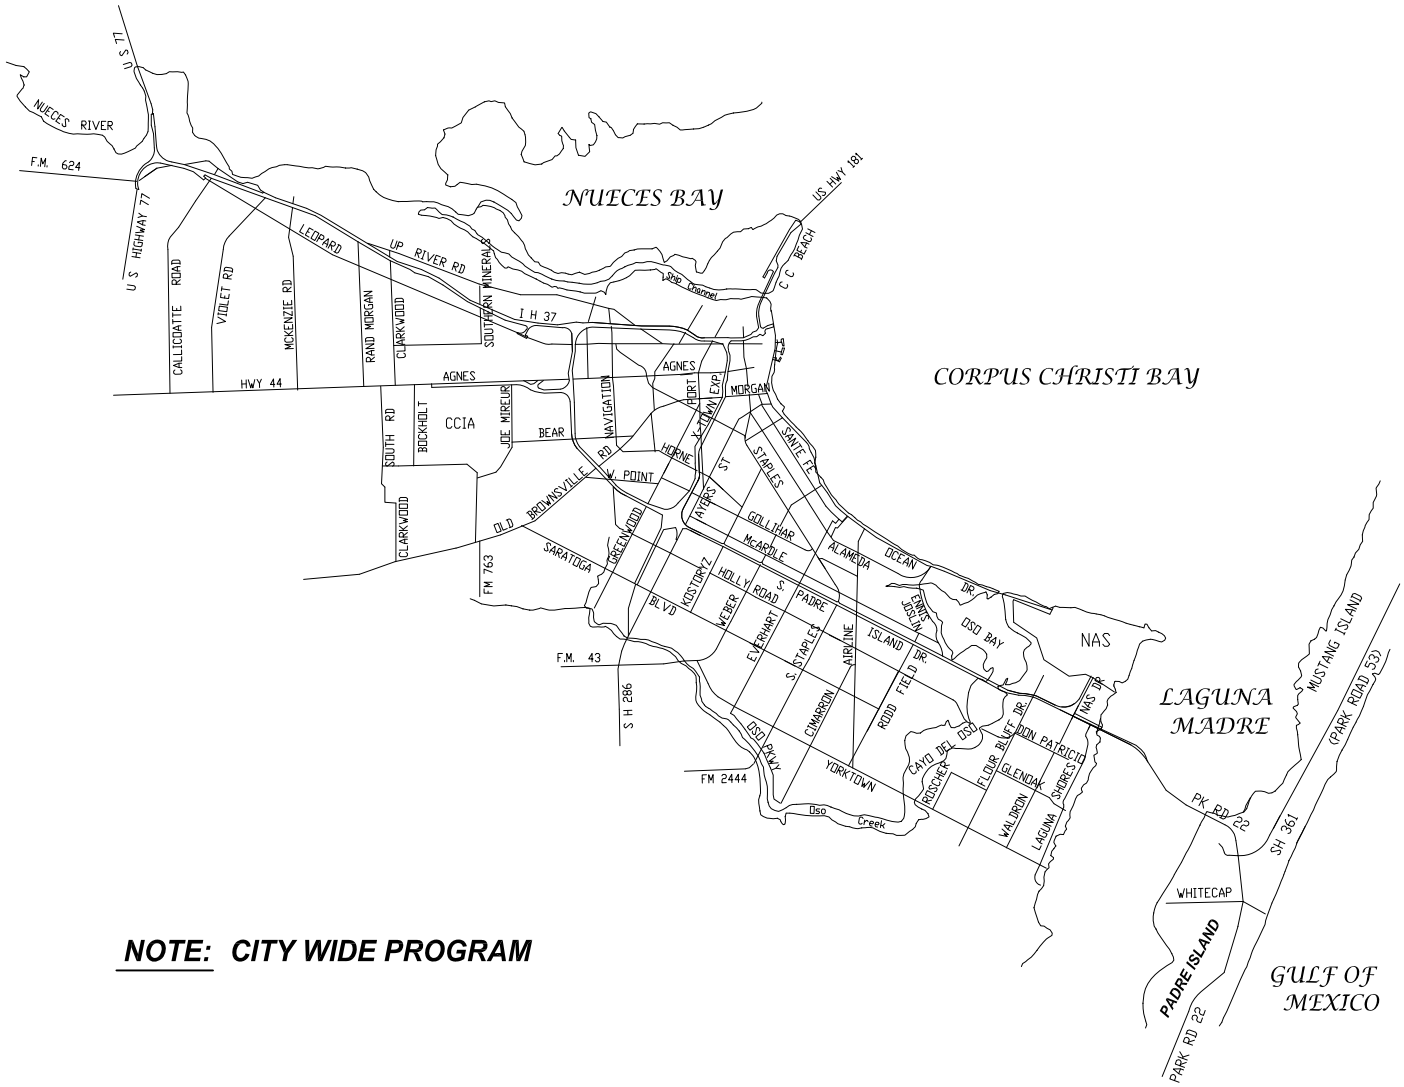 U S 77
NUECES RIVER
F.M. 624
U S HIGHWAY 77
NUECES BAY
US HWY 181
C C BEACH
Ship Channel
LEOPARD
UP RIVER RD
SOUTHERN MINERALS
I H 37
CALLICOATTE ROAD
VIOLET RD
MCKENZIE RD
RAND MORGAN
CLARKWOOD
HWY 44
AGNES
AGNES
CORPUS CHRISTI BAY
PORT
X-TOWN EXP.
MORGAN
NAVIGATION
SOUTH RD
BOCKHOLT
CCIA
JOE MIREUR
BEAR
HORNE
W. POINT
STAPLES
SANTE FE
AYERS ST
OLD BROWNSVILLE RD
CLARKWOOD
FM 763
SARATOGA BLVD
GREENWOOD
GOLLIHAR
McARDLE
ALAMEDA
OCEAN DR.
KOSTORYZ
WEBER
HOLLY ROAD
S. PADRE ISLAND DR.
EVERHART
S. STAPLES
AIRLINE
ENNIS JOSLIN
OSO BAY
NAS
F.M. 43
S H 286
CIMARRON
RODD FIELD
NAS DR
FM 2444
OSO PKWY
YORKTOWN
Oso Creek
CAYO DEL OSO
ROSCHER
FLOUR BLUFF DR.
DON PATRICIO
GLENOAK
WALDRON
LAGUNA SHORES
LAGUNA
MADRE
MUSTANG ISLAND
(PARK ROAD 53)
PK RD 22
SH 361
WHITECAP
PADRE ISLAND
PARK RD 22
GULF OF
MEXICO
NOTE: CITY WIDE PROGRAM